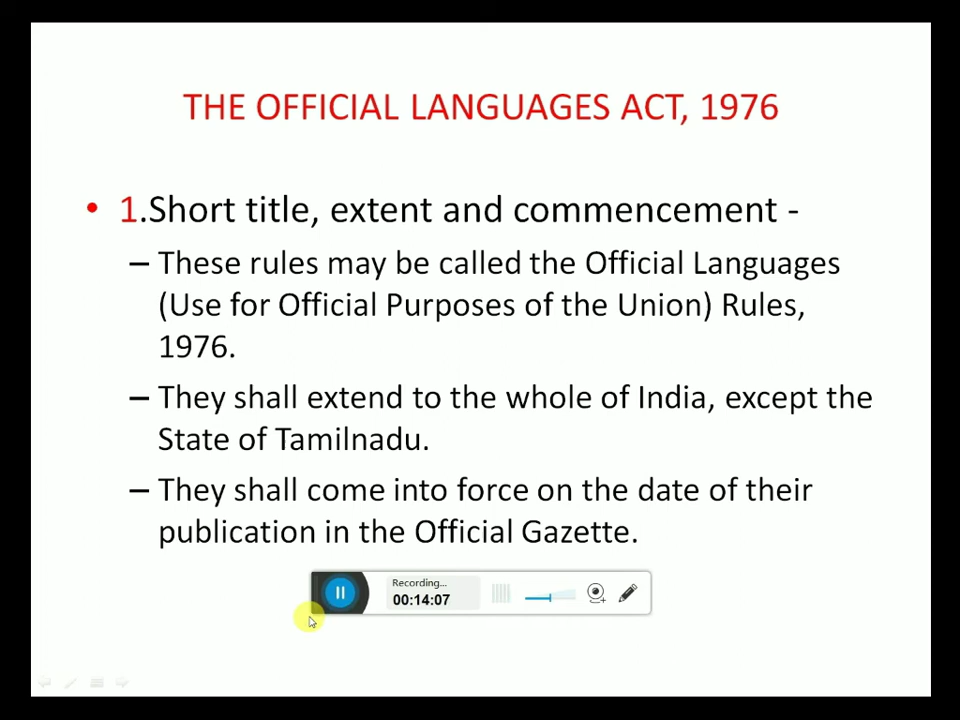 THE OFFICIAL LANGUAGES ACT, 1976
• 1.Short title, extent and commencement -
– These rules may be called the Official Languages
(Use for Official Purposes of the Union) Rules,
1976.
– They shall extend to the whole of India, except the
State of Tamilnadu.
– They shall come into force on the date of their
publication in the Official Gazette.
Recording...
00:14:07